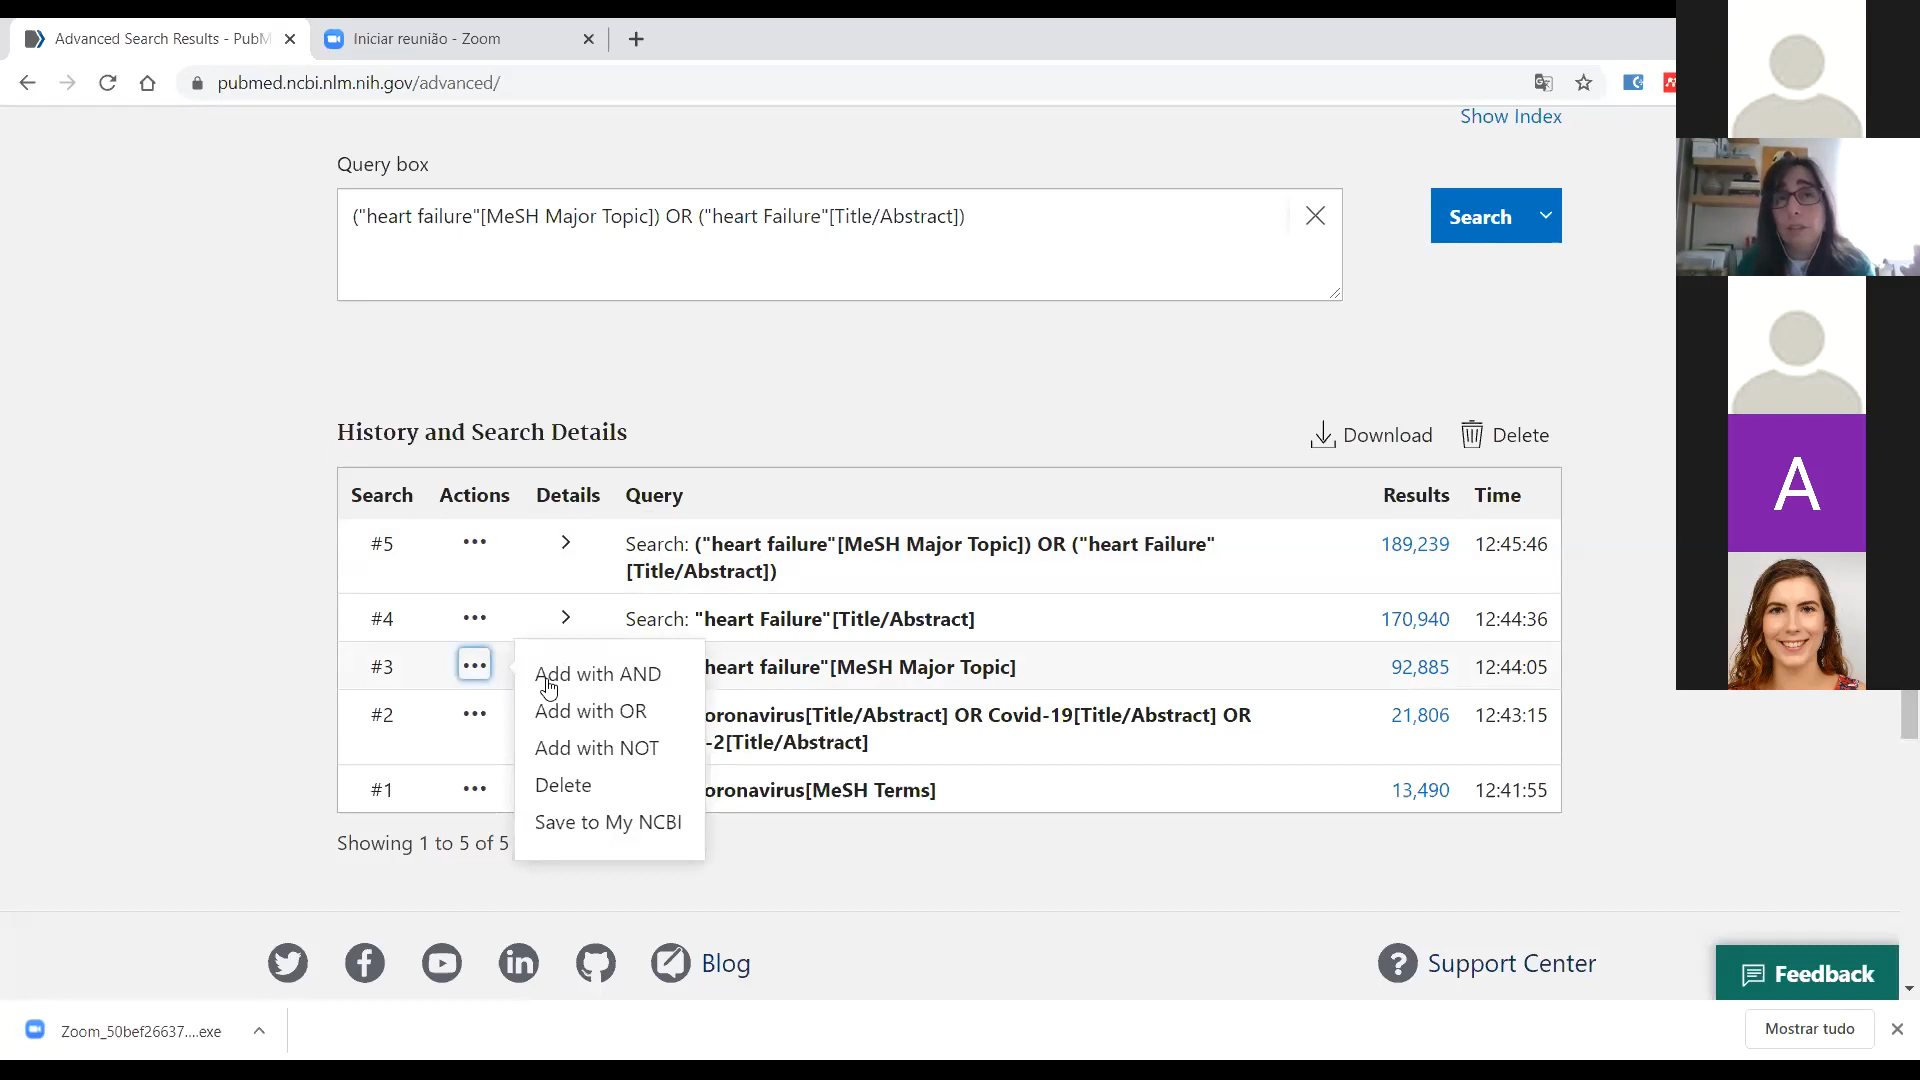 Advanced Search Results - PubM
Iniciar reunião - Zoom
pubmed.ncbi.nlm.nih.gov/advanced/
Show Index
Query box
("heart failure"[MeSH Major Topic]) OR ("heart Failure"[Title/Abstract])
Search
History and Search Details
Download
Delete
Search Actions Details Query Results Time
#5 Search: ("heart failure"[MeSH Major Topic]) OR ("heart Failure" 189,239 12:45:46
[Title/Abstract])
#4 Search: "heart Failure"[Title/Abstract] 170,940 12:44:36
#3 heart failure"[MeSH Major Topic] 92,885 12:44:05
#2 oronavirus[Title/Abstract] OR Covid-19[Title/Abstract] OR 21,806 12:43:15
-2[Title/Abstract]
#1 oronavirus[MeSH Terms] 13,490 12:41:55
Add with AND
Add with OR
Add with NOT
Delete
Save to My NCBI
Showing 1 to 5 of 5
A
Blog
Support Center
Feedback
Zoom_50bef26637....exe
Mostrar tudo